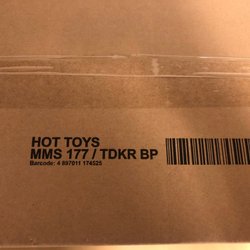 HOT TOYS
MMS 177 / TDKR BP
Barcode: 4 897011 174525